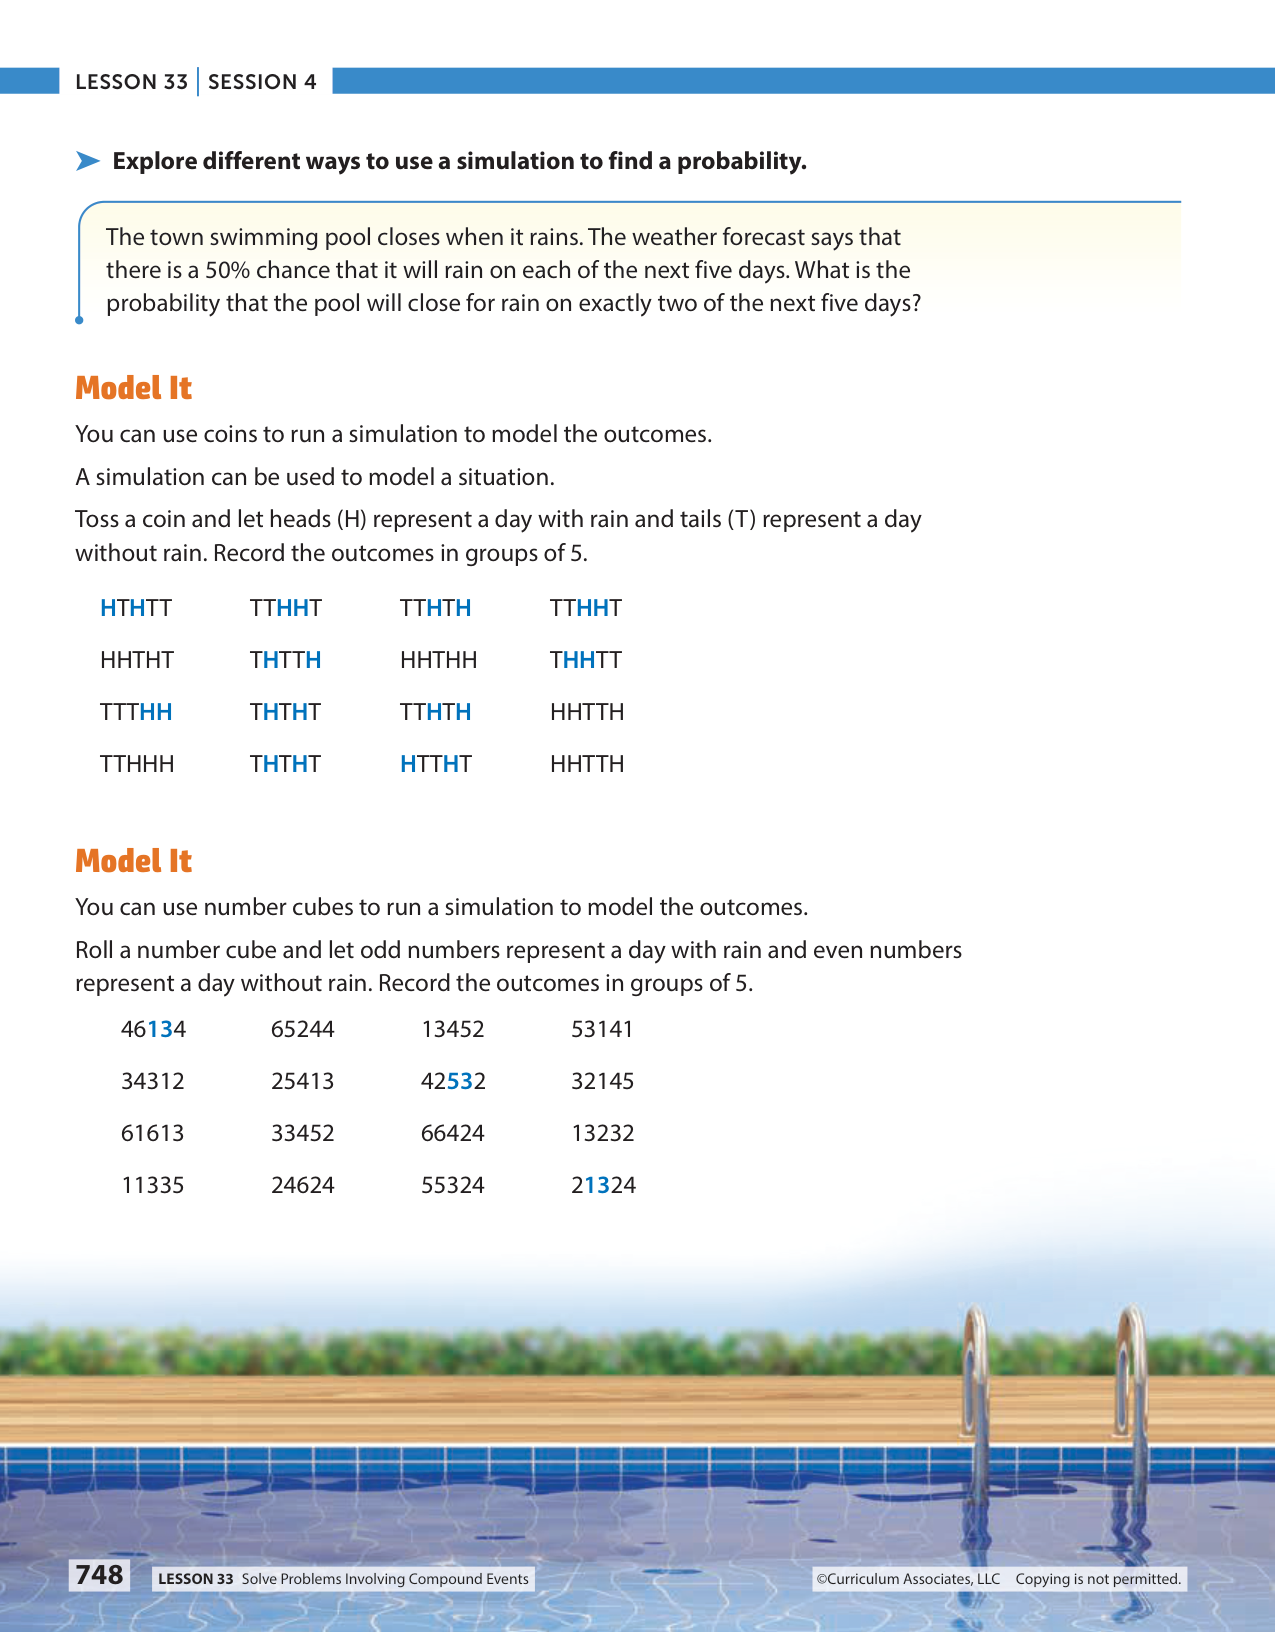 LESSON 33 | SESSION 4
➤ Explore different ways to use a simulation to find a probability.
The town swimming pool closes when it rains. The weather forecast says that
there is a 50% chance that it will rain on each of the next five days. What is the
probability that the pool will close for rain on exactly two of the next five days?
Model It
You can use coins to run a simulation to model the outcomes.
A simulation can be used to model a situation.
Toss a coin and let heads (H) represent a day with rain and tails (T) represent a day
without rain. Record the outcomes in groups of 5.
HTHTT TTHHT TTHTH TTHHT
HHTHT THTTH HHTHH THHTT
TTTHH THTHT TTHTH HHTTH
TTHHH THTHT HTTHT HHTTH
Model It
You can use number cubes to run a simulation to model the outcomes.
Roll a number cube and let odd numbers represent a day with rain and even numbers
represent a day without rain. Record the outcomes in groups of 5.
46134 65244 13452 53141
34312 25413 42532 32145
61613 33452 66424 13232
11335 24624 55324 21324
748 LESSON 33 Solve Problems Involving Compound Events ©Curriculum Associates, LLC Copying is not permitted.